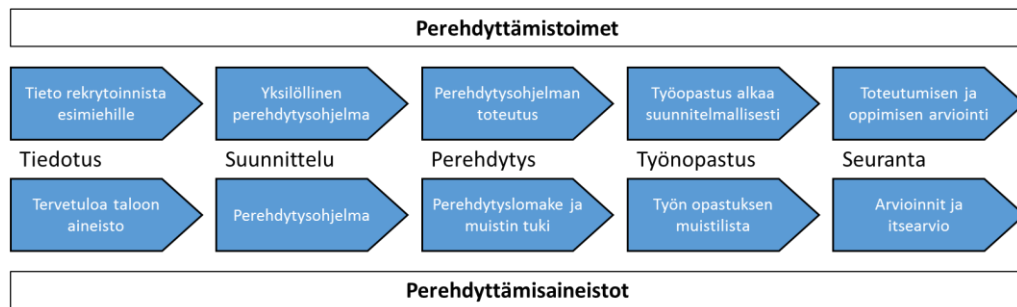 Perehdyttämistoimet
Tieto rekrytoinnista
esimiehille
Yksilöllinen
perehdytysohjelma
Perehdytysohjelman
toteutus
Työopastus alkaa
suunnitelmallisesti
Toteutumisen ja
oppimisen arviointi
Tiedotus
Suunnittelu
Perehdytys
Työnopastus
Seuranta
Tervetuloa taloon
aineisto
Perehdytysohjelma
Perehdytyslomake ja
muistin tuki
Työn opastuksen
muistilista
Arvioinnit ja
itsearvio
Perehdyttämisaineistot